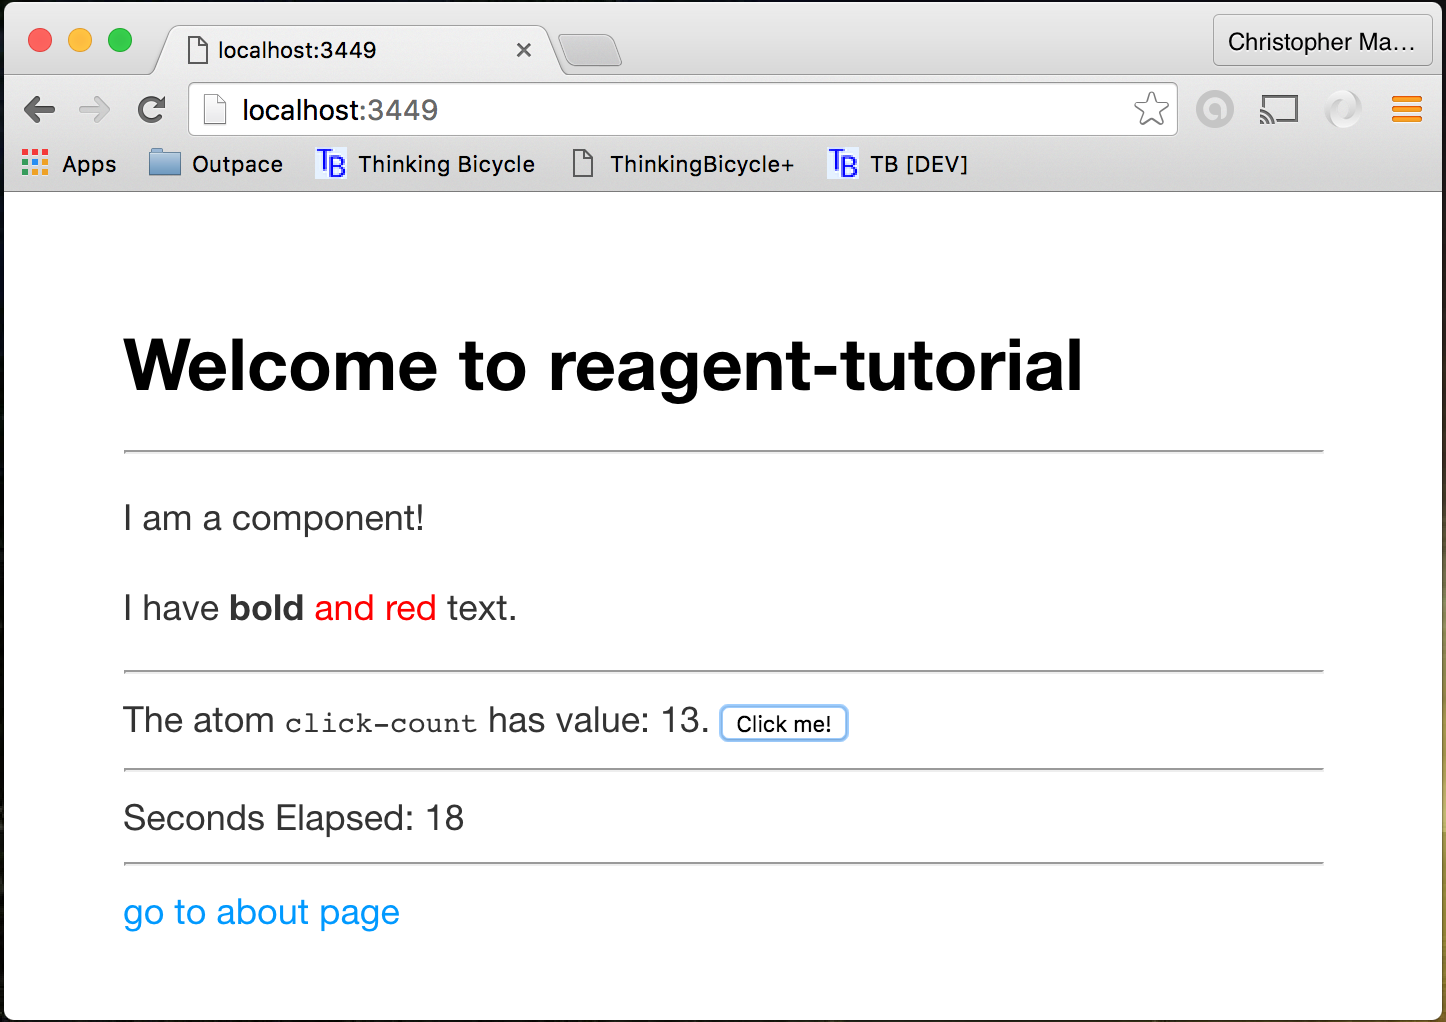 localhost:3449
Christopher Ma...
localhost:3449
Apps Outpace TB Thinking Bicycle ThinkingBicycle+ TB TB [DEV]
Welcome to reagent-tutorial
I am a component!
I have bold and red text.
The atom click-count has value: 13. Click me!
Seconds Elapsed: 18
go to about page